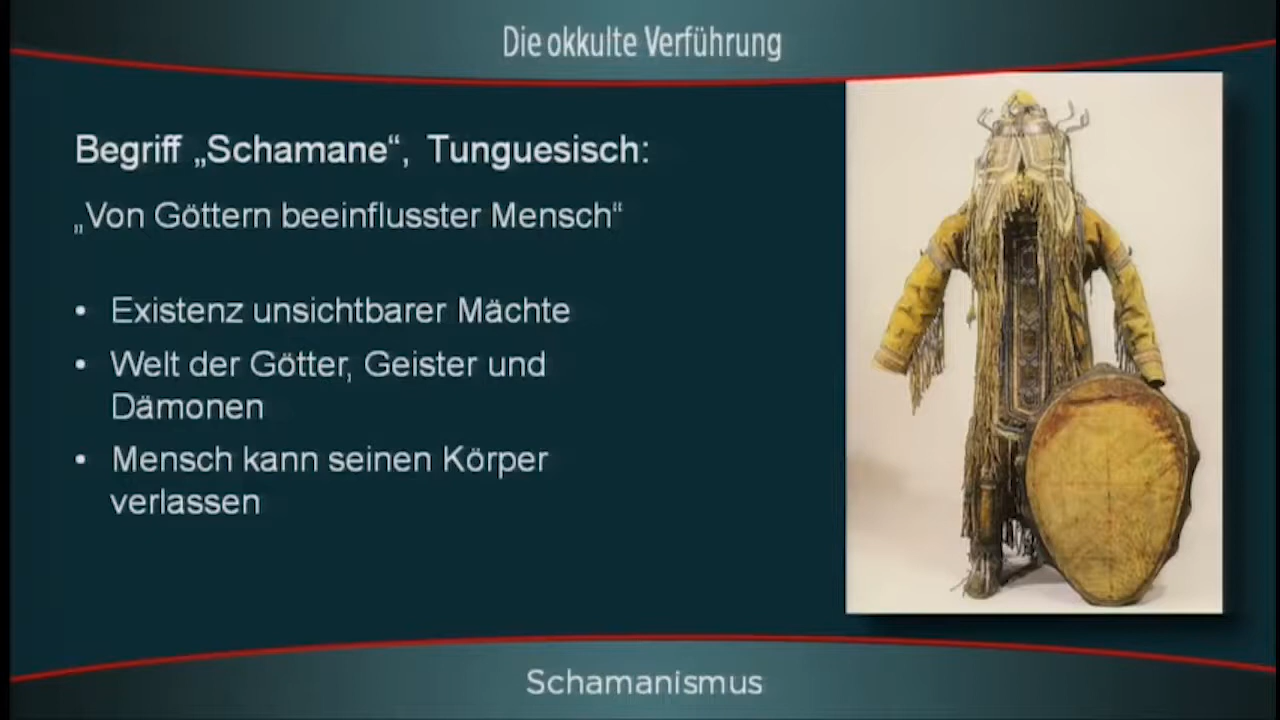 Die okkulte Verführung
Begriff „Schamane“, Tunguesisch:
„Von Göttern beeinflusster Mensch“
• Existenz unsichtbarer Mächte
• Welt der Götter, Geister und
Dämonen
• Mensch kann seinen Körper
verlassen
Schamanismus